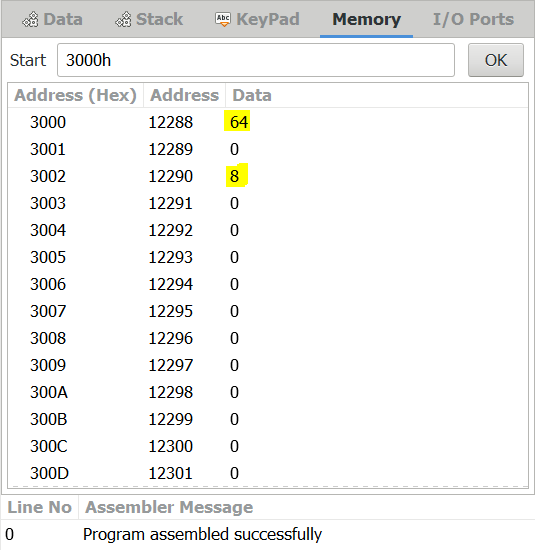 Data Stack Abc KeyPad Memory I/O Ports
Start 3000h OK
Address (Hex) Address Data
3000 12288 64
3001 12289 0
3002 12290 8
3003 12291 0
3004 12292 0
3005 12293 0
3006 12294 0
3007 12295 0
3008 12296 0
3009 12297 0
300A 12298 0
300B 12299 0
300C 12300 0
300D 12301 0
Line No Assembler Message
0 Program assembled successfully